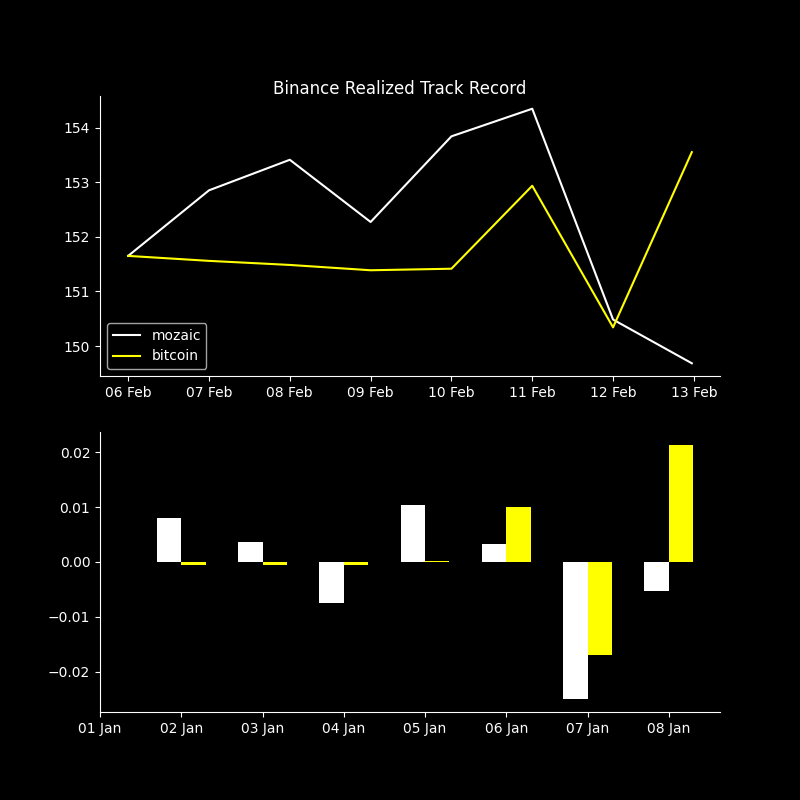 Binance Realized Track Record
154
153
152
151
150
mozaic
bitcoin
06 Feb 07 Feb 08 Feb 09 Feb 10 Feb 11 Feb 12 Feb 13 Feb
0.02
0.01
0.00
−0.01
−0.02
01 Jan 02 Jan 03 Jan 04 Jan 05 Jan 06 Jan 07 Jan 08 Jan